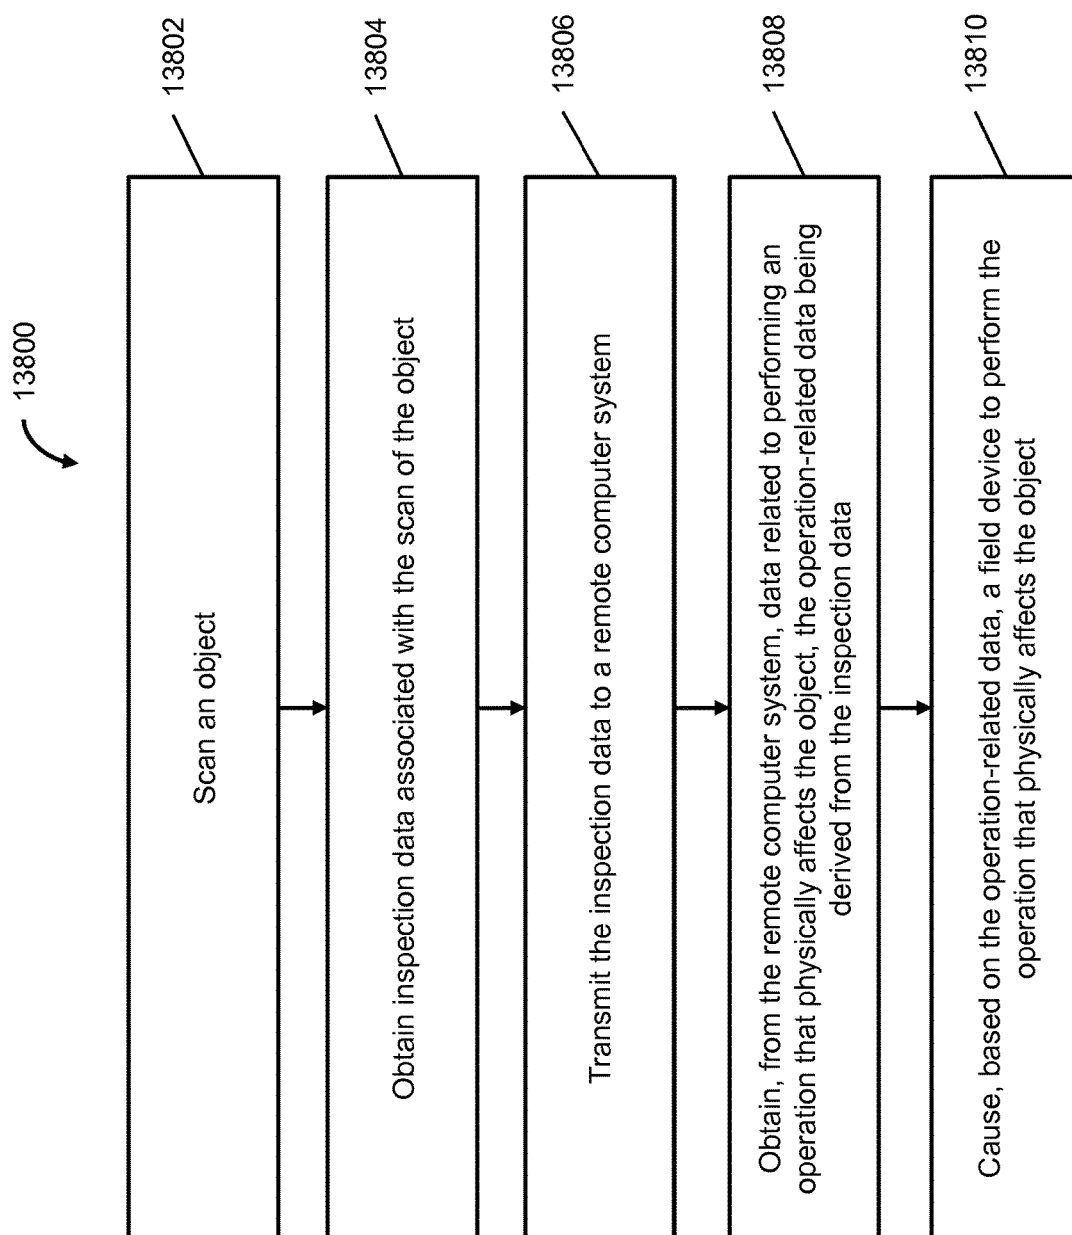 13800
13802
Scan an object
13804
Obtain inspection data associated with the scan of the object
13806
Transmit the inspection data to a remote computer system
13808
Obtain, from the remote computer system, data related to performing an
operation that physically affects the object, the operation-related data being
derived from the inspection data
13810
Cause, based on the operation-related data, a field device to perform the
operation that physically affects the object